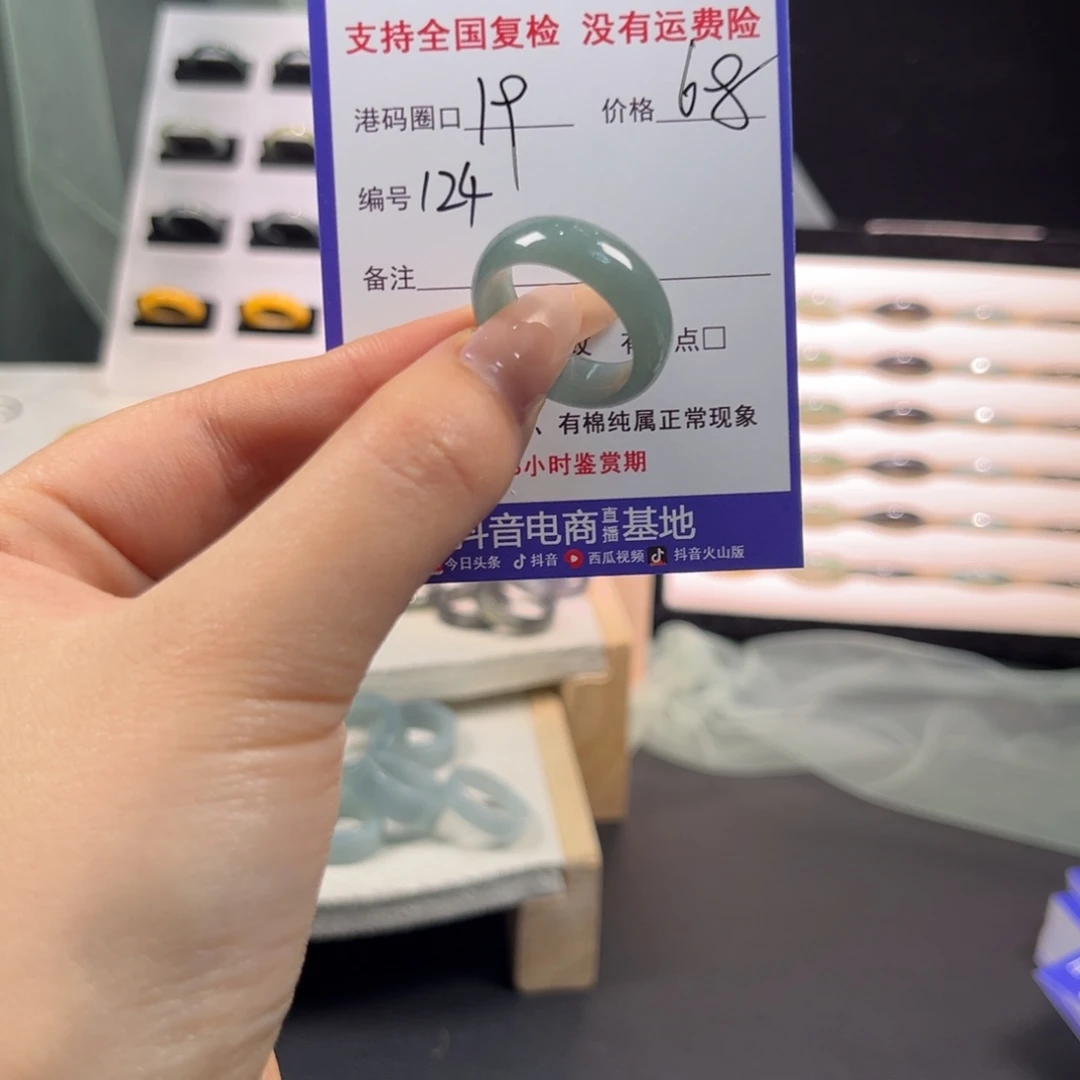 支持全国复检 没有运费险
港码圈口 19 价格 68
编号 124
备注
点□
、有棉纯属正常现象
小时鉴赏期
抖音电商直播基地
今日头条 抖音 西瓜视频 抖音火山版